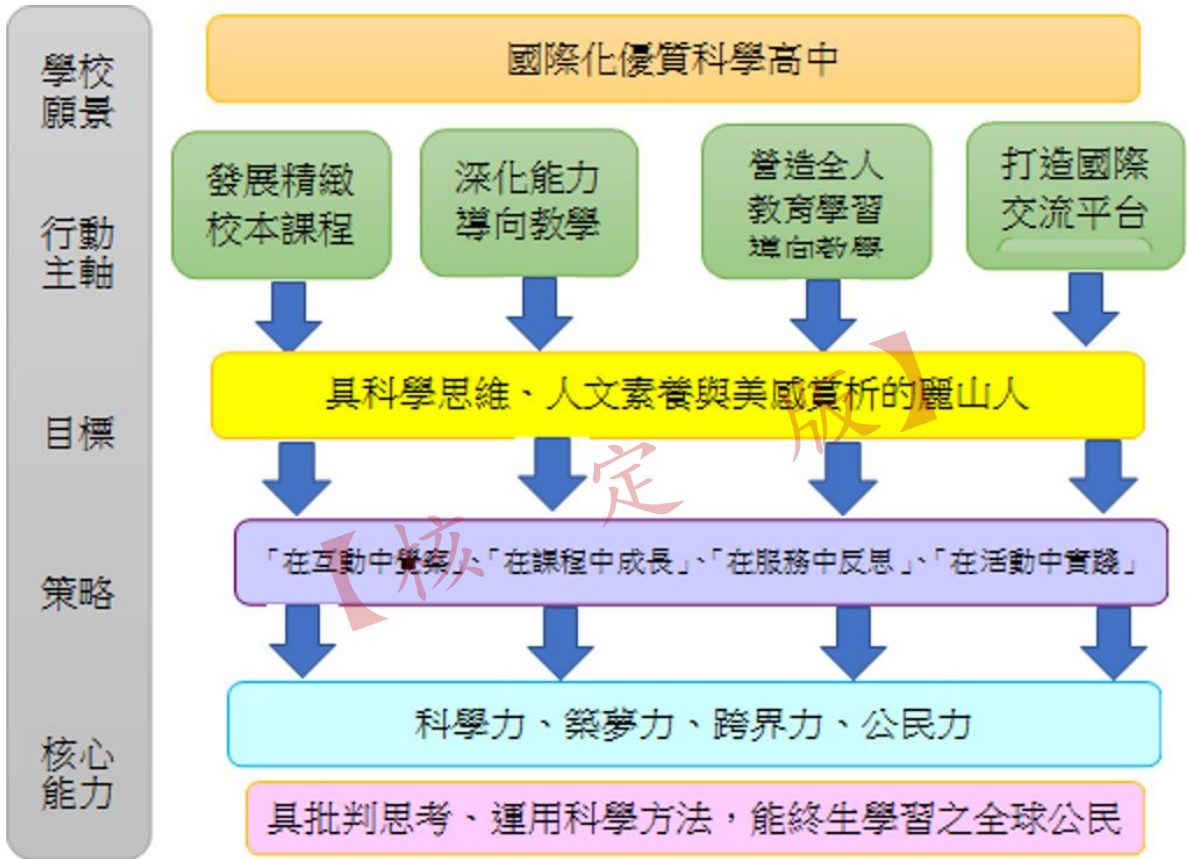 學校
願景
國際化優質科學高中
行動
主軸
發展精緻
校本課程
深化能力
導向教學
營造全人
教育學習
導向教學
打造國際
交流平台
目標
具科學思維、人文素養與美感賞析的麗山人
策略
「在互動中覺察」、「在課程中成長」、「在服務中反思」、「在活動中實踐」
核心
能力
科學力、築夢力、跨界力、公民力
具批判思考、運用科學方法，能終生學習之全球公民
【核定版】